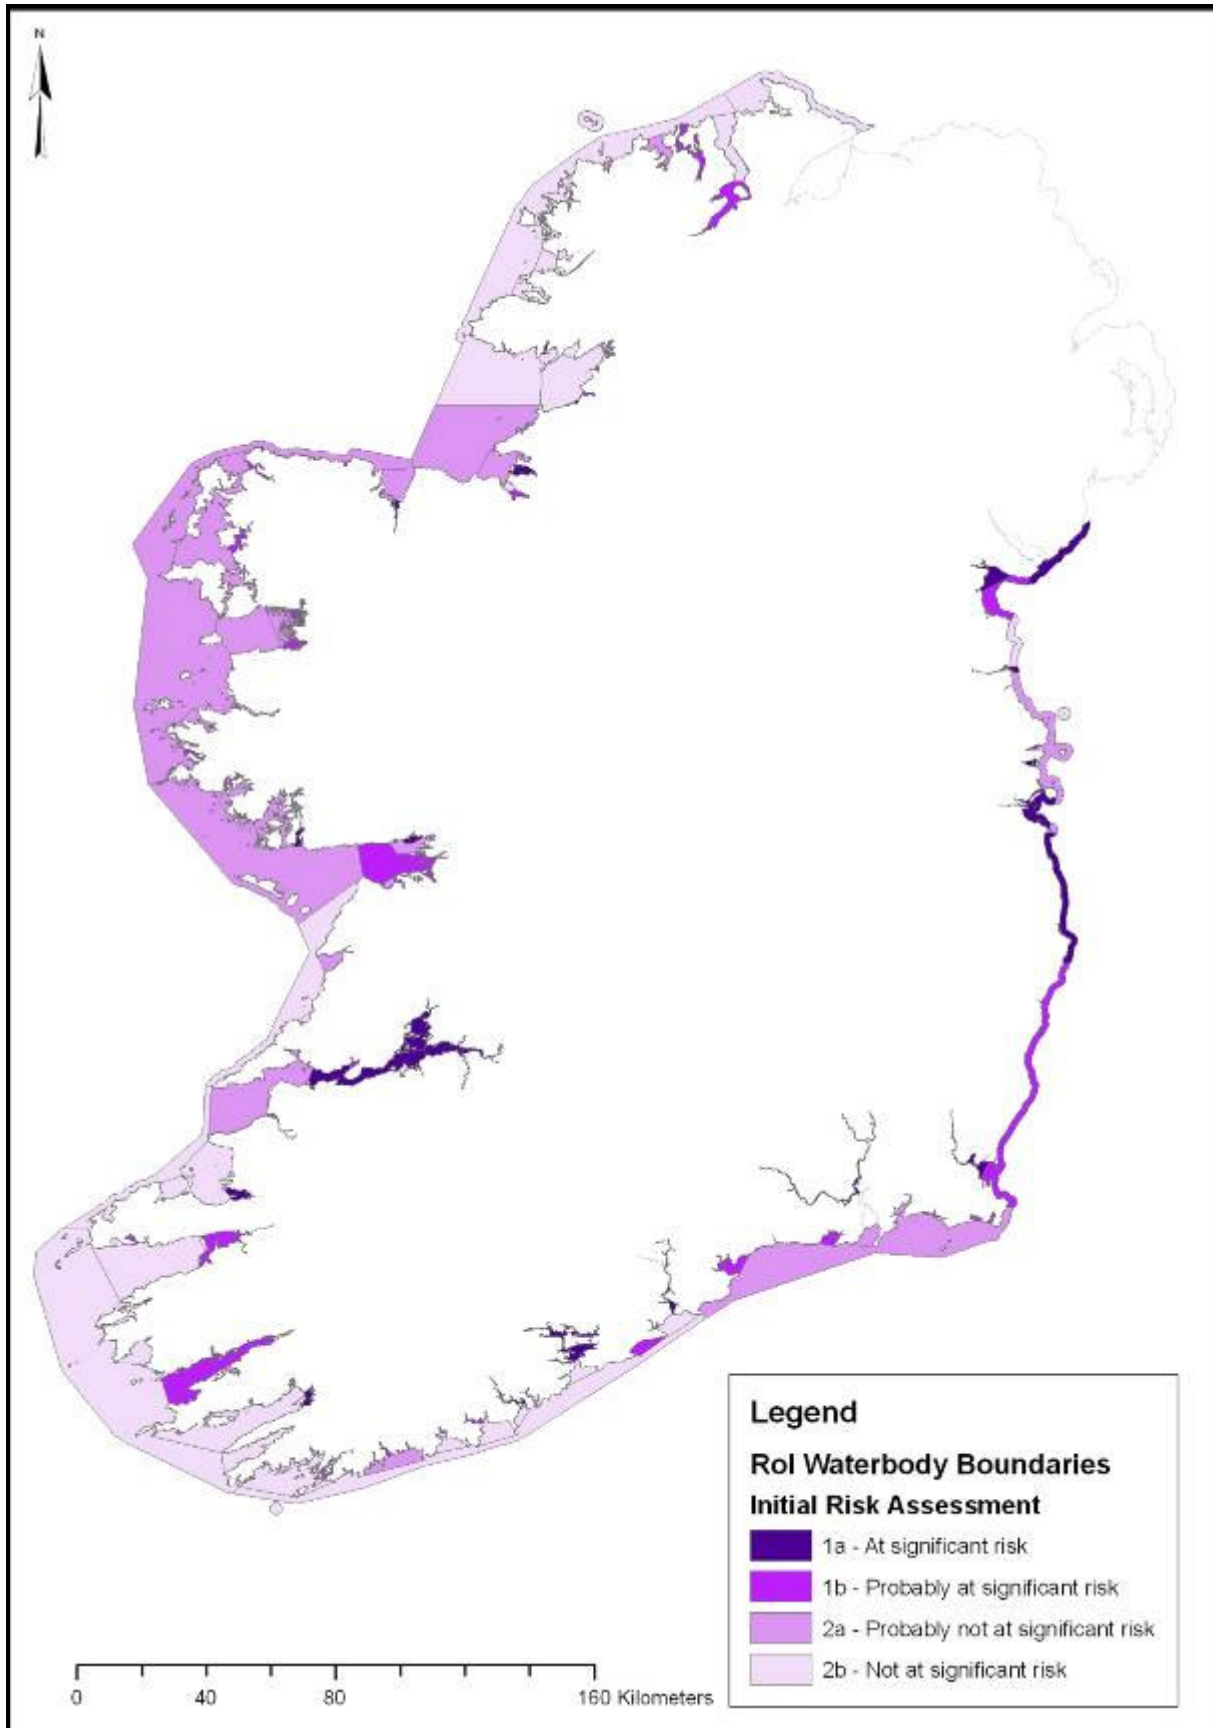 N
Legend
RoI Waterbody Boundaries
Initial Risk Assessment
1a - At significant risk
1b - Probably at significant risk
2a - Probably not at significant risk
2b - Not at significant risk
0 40 80 160 Kilometers